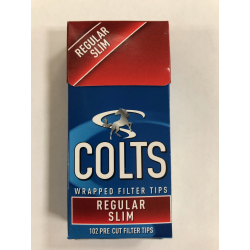 REGULAR
SLIM
COLTS
WRAPPED FILTER TIPS
REGULAR
SLIM
102 PRE CUT FILTER TIPS